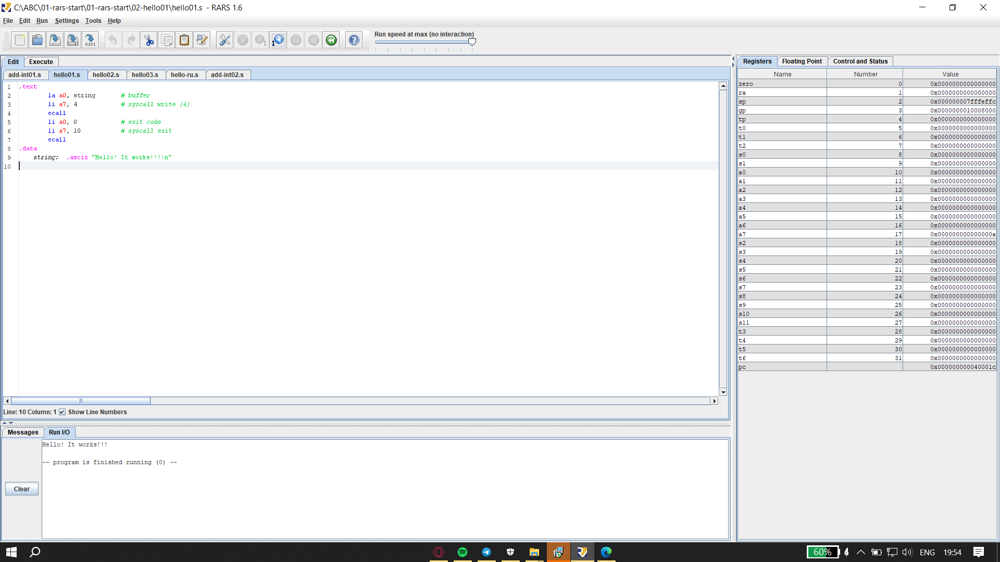 C:\ABC\01-rars-start\01-rars-start\02-hello01\hello01.s - RARS 1.6
File Edit Run Settings Tools Help
Run speed at max (no interaction)
Edit Execute
add-int01.s hello01.s hello02.s hello03.s hello-ru.s add-int02.s
1 .text
2 la a0, string # buffer
3 li a7, 4 # syscall write (4)
4 ecall
5 li a0, 0 # exit code
6 li a7, 10 # syscall exit
7 ecall
8 .data
9 string: .asciz "Hello! It works!!!\n"
10
Line: 10 Column: 1 Show Line Numbers
Messages Run I/O
Hello! It works!!!
-- program is finished running (0) --
Clear
Registers Floating Point Control and Status
Name Number Value
zero 0 0x0000000000000000
ra 1 0x0000000000000000
sp 2 0x000000007fffeffc
gp 3 0x0000000010008000
tp 4 0x0000000000000000
t0 5 0x0000000000000000
t1 6 0x0000000000000000
t2 7 0x0000000000000000
s0 8 0x0000000000000000
s1 9 0x0000000000000000
a0 10 0x0000000000000000
a1 11 0x0000000000000000
a2 12 0x0000000000000000
a3 13 0x0000000000000000
a4 14 0x0000000000000000
a5 15 0x0000000000000000
a6 16 0x0000000000000000
a7 17 0x000000000000000a
s2 18 0x0000000000000000
s3 19 0x0000000000000000
s4 20 0x0000000000000000
s5 21 0x0000000000000000
s6 22 0x0000000000000000
s7 23 0x0000000000000000
s8 24 0x0000000000000000
s9 25 0x0000000000000000
s10 26 0x0000000000000000
s11 27 0x0000000000000000
t3 28 0x0000000000000000
t4 29 0x0000000000000000
t5 30 0x0000000000000000
t6 31 0x0000000000000000
pc 0x000000000040001c
60% ENG 19:54